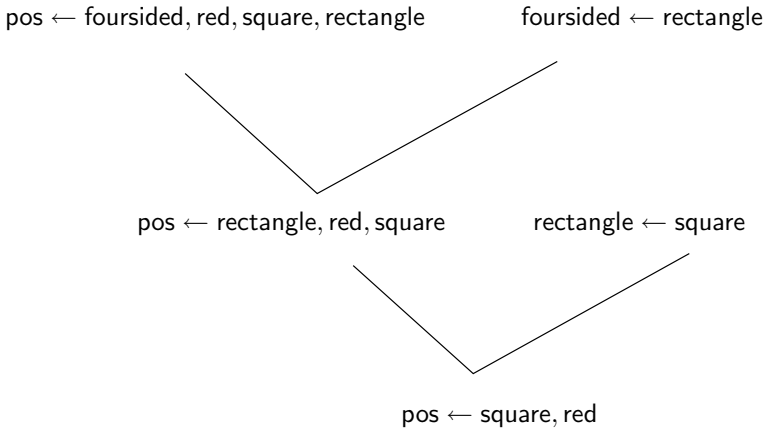 pos ← foursided, red, square, rectangle
foursided ← rectangle
pos ← rectangle, red, square
rectangle ← square
pos ← square, red